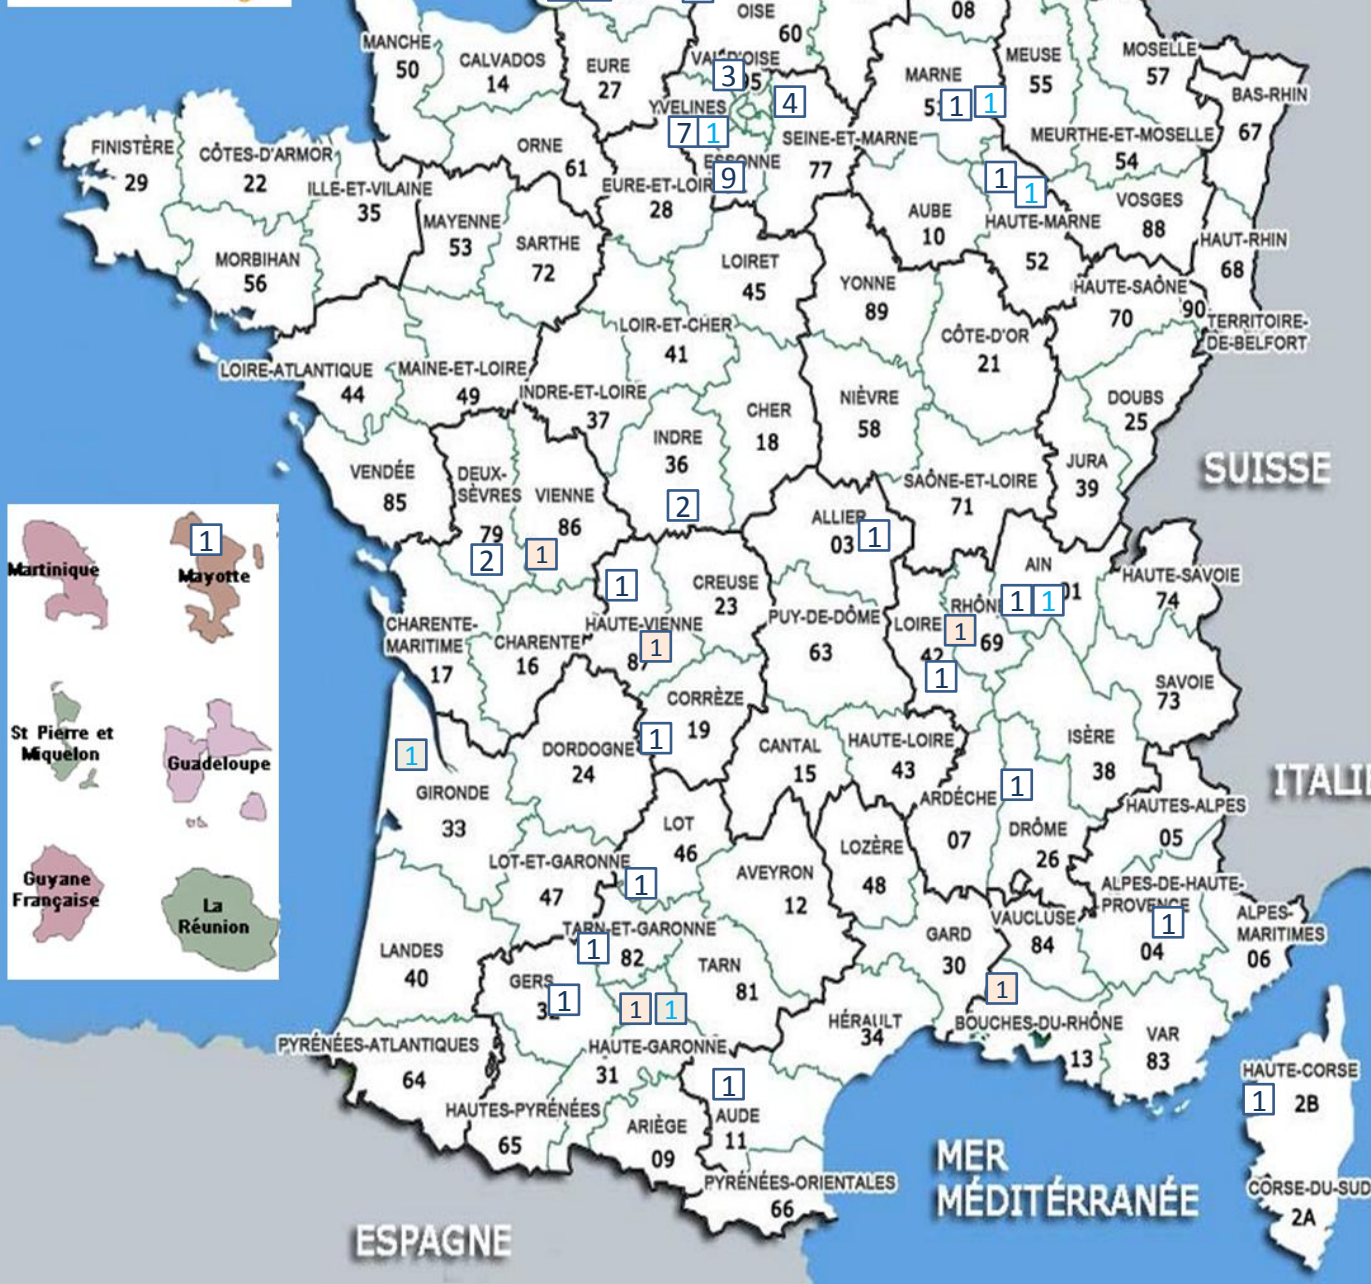 OISE
60
08
MANCHE
50
CALVADOS
14
EURE
27
VAL-D'OISE
3
95
MARNE
51
1
1
MEUSE
55
MOSELLE
57
BAS-RHIN
67
YVELINES
7
1
4
SEINE-ET-MARNE
77
MEURTHE-ET-MOSELLE
54
FINISTÈRE
29
CÔTES-D'ARMOR
22
ILLE-ET-VILAINE
35
ORNE
61
ESSONNE
9
EURE-ET-LOIR
28
1
1
VOSGES
88
MORBIHAN
56
MAYENNE
53
SARTHE
72
AUBE
10
HAUTE-MARNE
52
HAUT-RHIN
68
LOIRET
45
YONNE
89
HAUTE-SAÔNE
70
90
TERRITOIRE-
DE-BELFORT
LOIR-ET-CHER
41
CÔTE-D'OR
21
LOIRE-ATLANTIQUE
44
MAINE-ET-LOIRE
49
INDRE-ET-LOIRE
37
CHER
18
NIÈVRE
58
DOUBS
25
INDRE
36
2
SUISSE
VENDÉE
85
DEUX-
SÈVRES
79
2
VIENNE
86
1
SAÔNE-ET-LOIRE
71
JURA
39
ALLIER
03
1
Martinique
1
Mayotte
AIN
01
1
1
HAUTE-SAVOIE
74
1
CREUSE
23
RHÔNE
69
1
CHARENTE-
MARITIME
17
CHARENTE
16
HAUTE-VIENNE
87
1
PUY-DE-DÔME
63
LOIRE
42
1
SAVOIE
73
CORRÈZE
19
1
St Pierre et
Miquelon
Guadeloupe
1
GIRONDE
33
DORDOGNE
24
CANTAL
15
HAUTE-LOIRE
43
ISÈRE
38
ITALI
ARDÉCHE
07
1
DRÔME
26
HAUTES-ALPES
05
LOT
46
LOZÈRE
48
LOT-ET-GARONNE
47
1
AVEYRON
12
Guyane
Française
La
Réunion
ALPES-DE-HAUTE-
PROVENCE
1
04
ALPES-
MARITIMES
06
VAUCLUSE
84
LANDES
40
TARN-ET-GARONNE
82
1
TARN
81
GARD
30
GERS
32
1
1
1
1
BOUCHES-DU-RHÔNE
13
VAR
83
HÉRAULT
34
PYRÉNÉES-ATLANTIQUES
64
HAUTE-GARONNE
31
HAUTE-CORSE
1
2B
1
AUDE
11
HAUTES-PYRÉNÉES
65
ARIÈGE
09
MER
MÉDITÉRRANÉE
PYRÉNÉES-ORIENTALES
66
CORSE-DU-SUD
2A
ESPAGNE